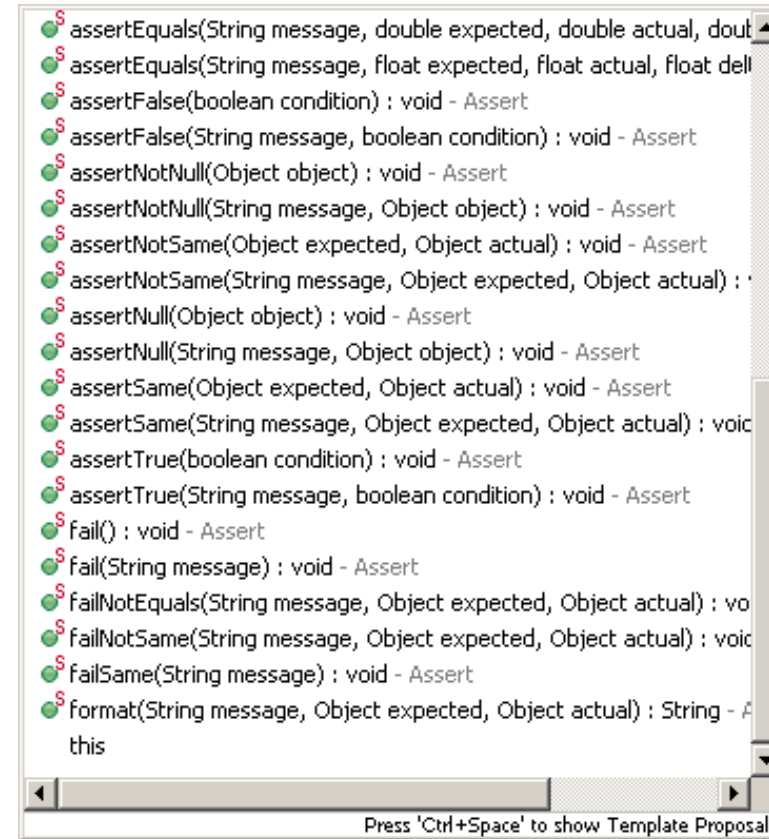 S assertEquals(String message, double expected, double actual, doub
S assertEquals(String message, float expected, float actual, float del
S assertFalse(boolean condition) : void - Assert
S assertFalse(String message, boolean condition) : void - Assert
S assertNotNull(Object object) : void - Assert
S assertNotNull(String message, Object object) : void - Assert
S assertNotSame(Object expected, Object actual) : void - Assert
S assertNotSame(String message, Object expected, Object actual) :
S assertNull(Object object) : void - Assert
S assertNull(String message, Object object) : void - Assert
S assertSame(Object expected, Object actual) : void - Assert
S assertSame(String message, Object expected, Object actual) : void
S assertTrue(boolean condition) : void - Assert
S assertTrue(String message, boolean condition) : void - Assert
S fail() : void - Assert
S fail(String message) : void - Assert
S failNotEquals(String message, Object expected, Object actual) : vo
S failNotSame(String message, Object expected, Object actual) : void
S failSame(String message) : void - Assert
S format(String message, Object expected, Object actual) : String - A
this
Press 'Ctrl+Space' to show Template Proposal